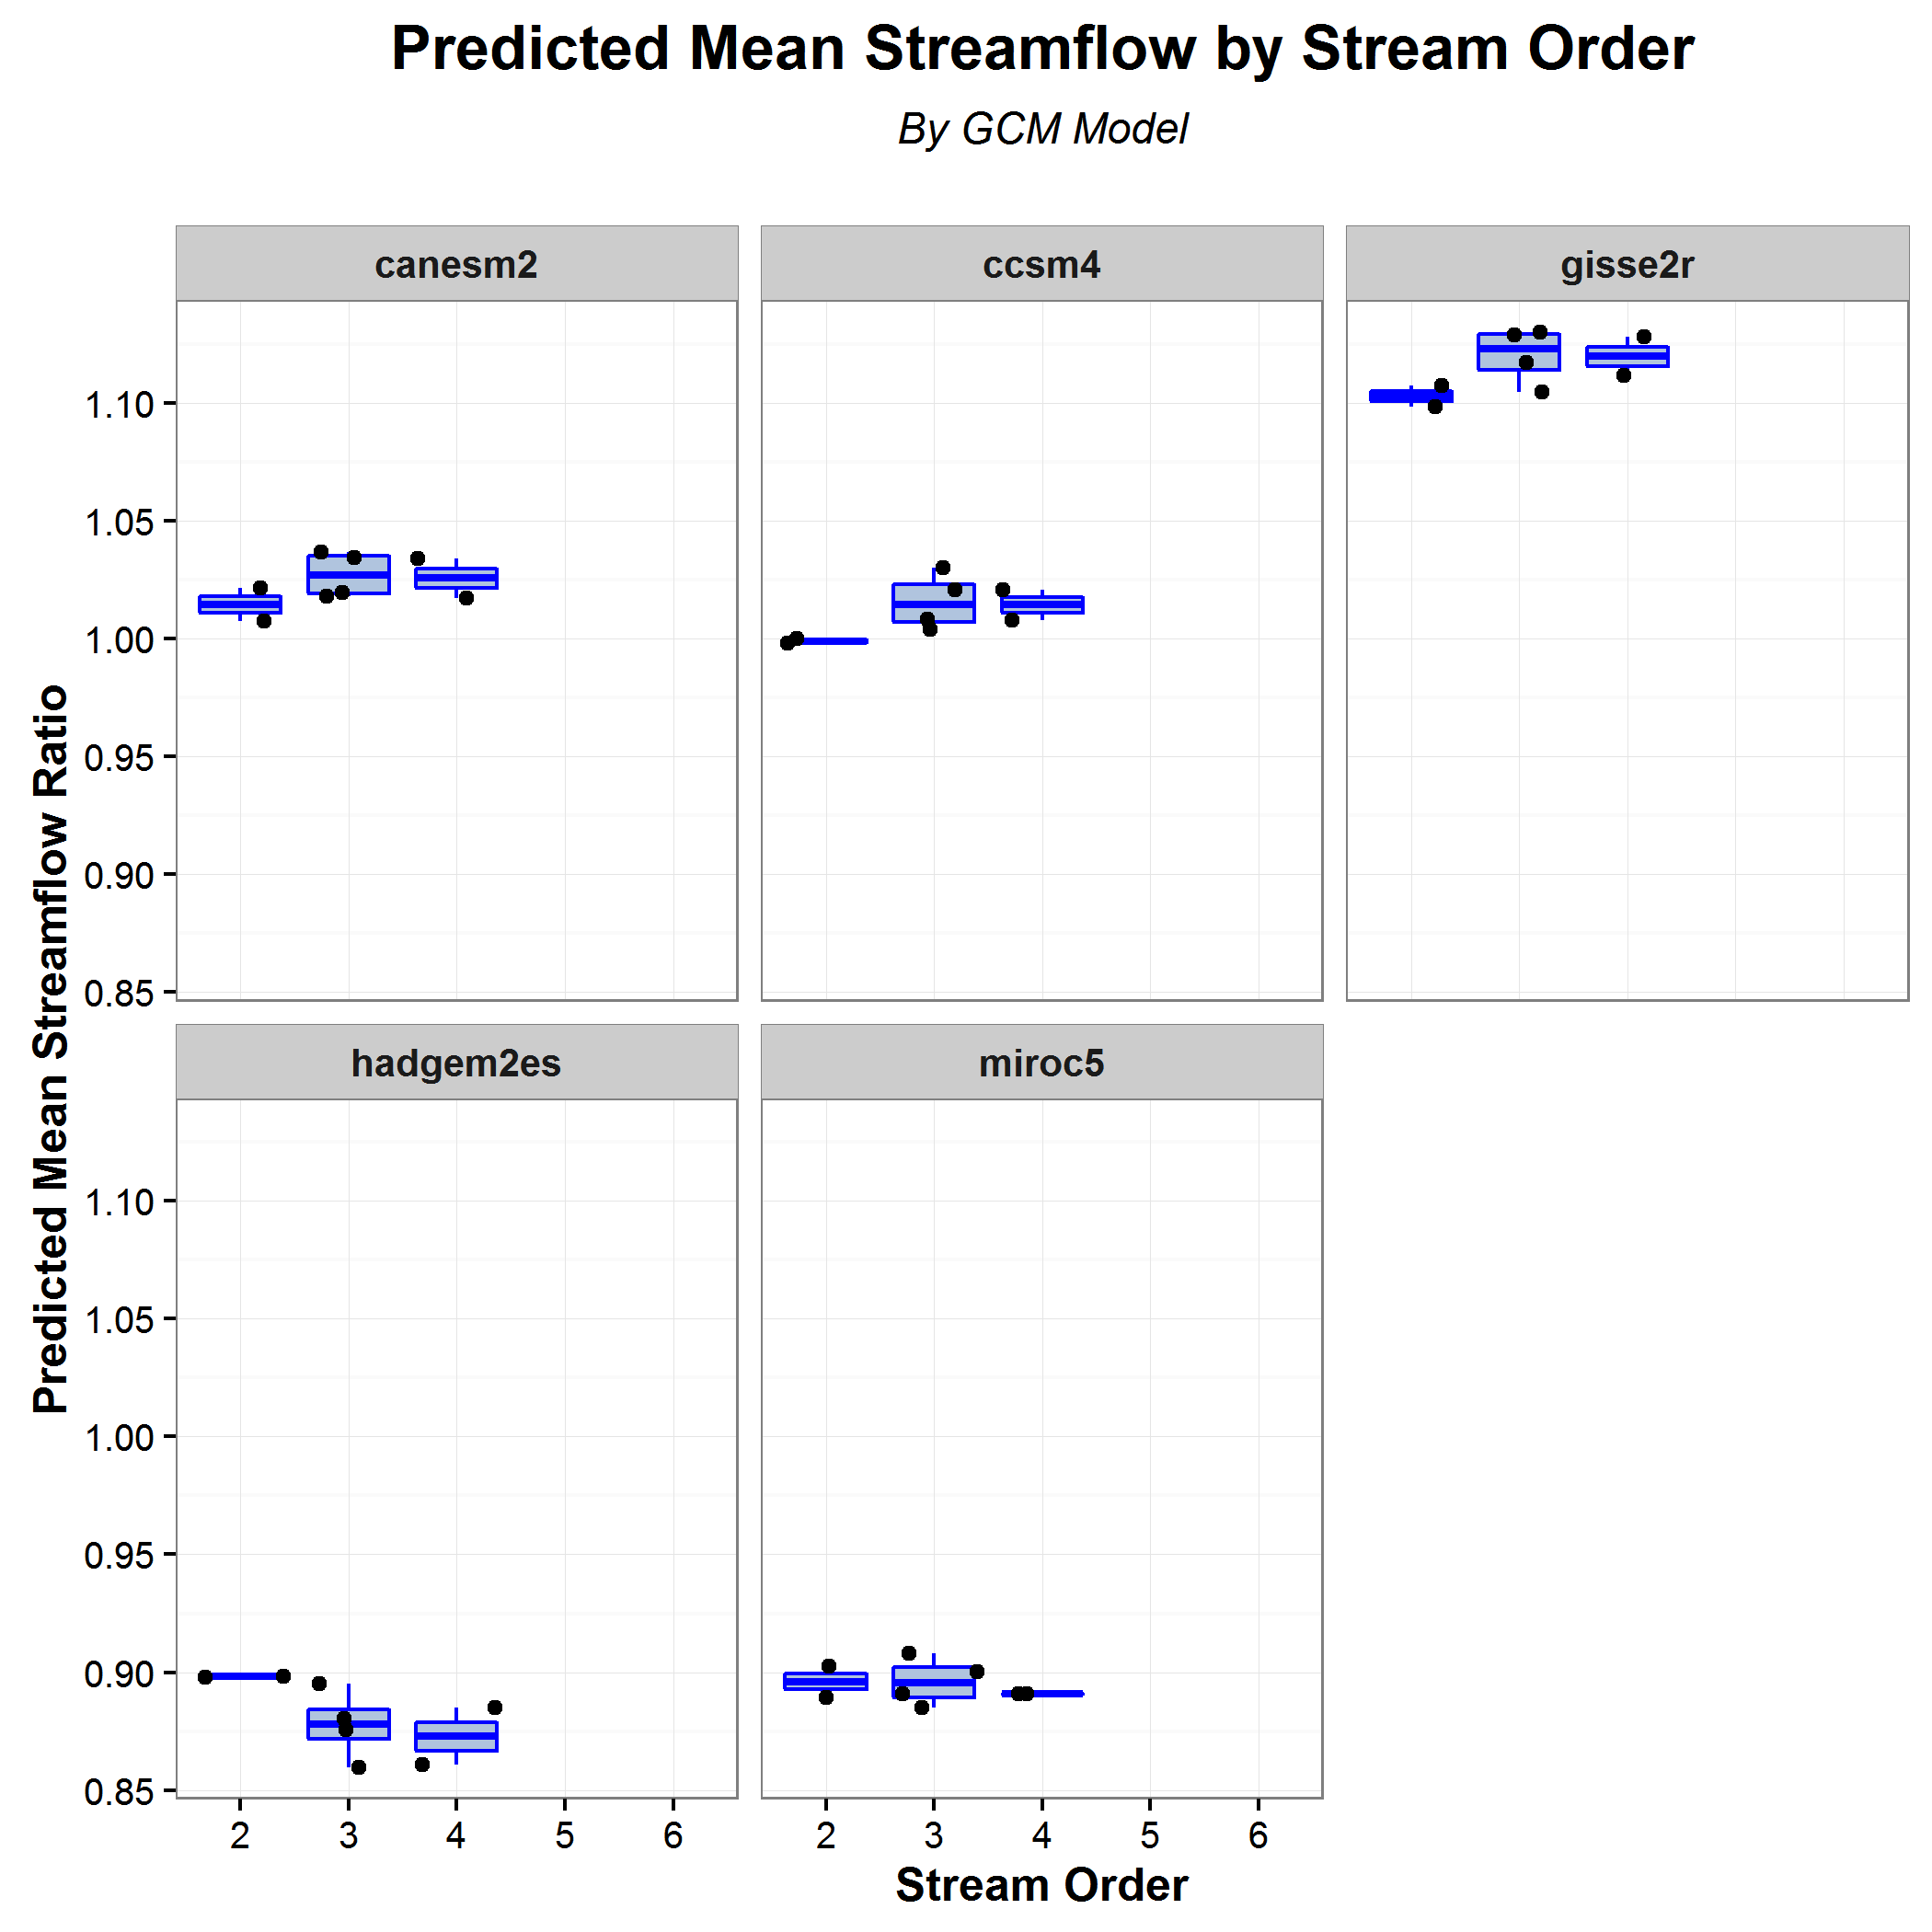 Predicted Mean Streamflow by Stream Order
By GCM Model
canesm2
ccsm4
gisse2r
Predicted Mean Streamflow Ratio
1.10
1.05
1.00
0.95
0.90
0.85
hadgem2es
miroc5
1.10
1.05
1.00
0.95
0.90
0.85
2 3 4 5 6
2 3 4 5 6
Stream Order